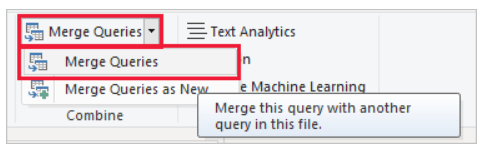 Merge Queries
Text Analytics
Merge Queries
n
Merge Queries as New
e Machine Learning
Combine
Merge this query with another
query in this file.